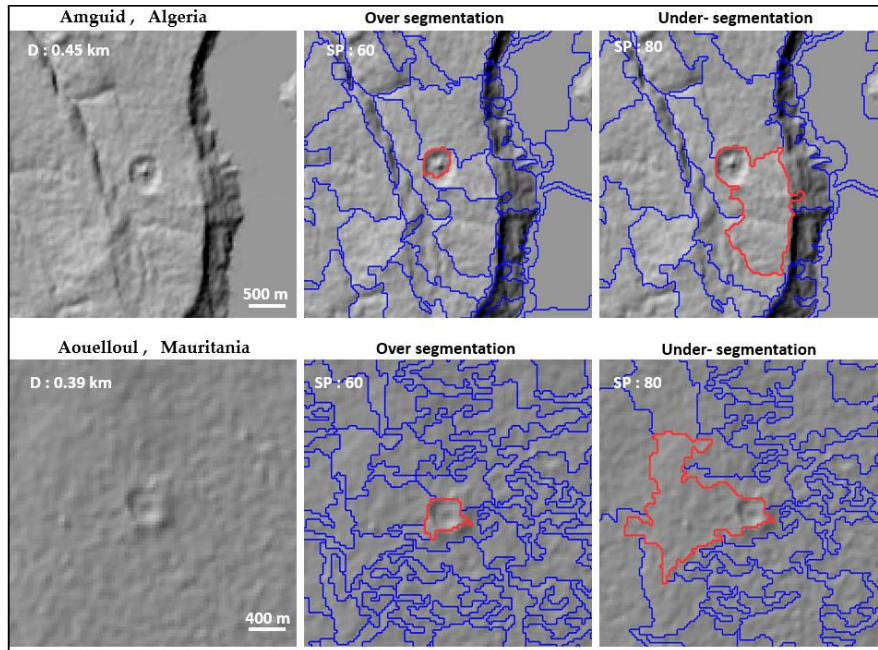 Amguid , Algeria
Over segmentation
Under- segmentation
D : 0.45 km
SP : 60
SP : 80
500 m
Aouelloul , Mauritania
Over segmentation
Under- segmentation
D : 0.39 km
SP : 60
SP : 80
400 m